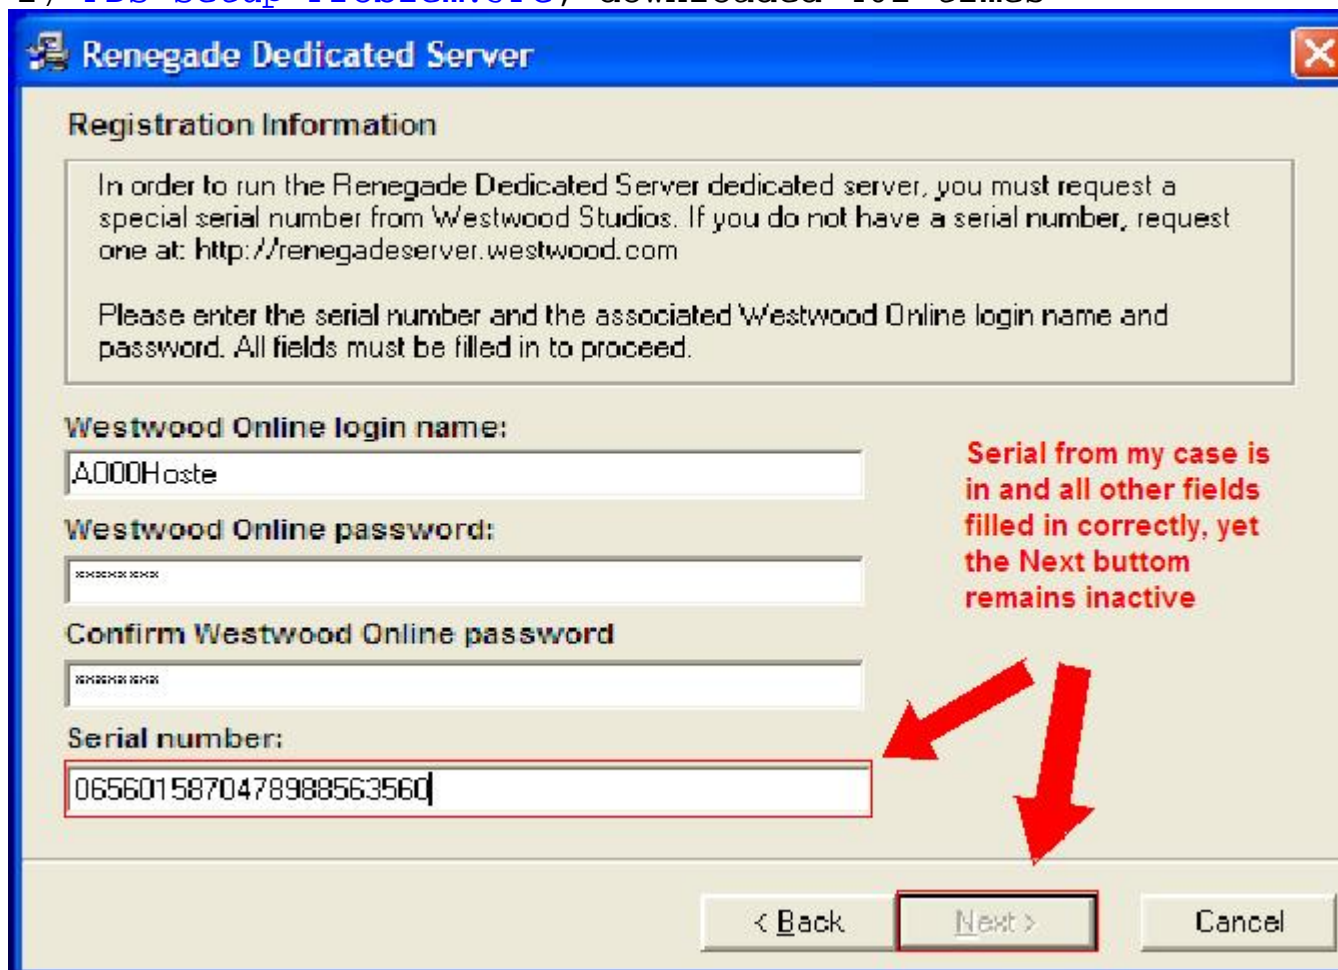 Setup downloaded times
Renegade Dedicated Server
Registration Information
In order to run the Renegade Dedicated Server dedicated server, you must request a
special serial number from Westwood Studios. If you do not have a serial number, request
one at: http://renegadeserver.westwood.com
Please enter the serial number and the associated Westwood Online login name and
password. All fields must be filled in to proceed.
Westwood Online login name:
A000Hoste
Westwood Online password:
********
Confirm Westwood Online password
********
Serial number:
0656015870478988563560
Serial from my case is
in and all other fields
filled in correctly, yet
the Next buttom
remains inactive
< Back
Next >
Cancel